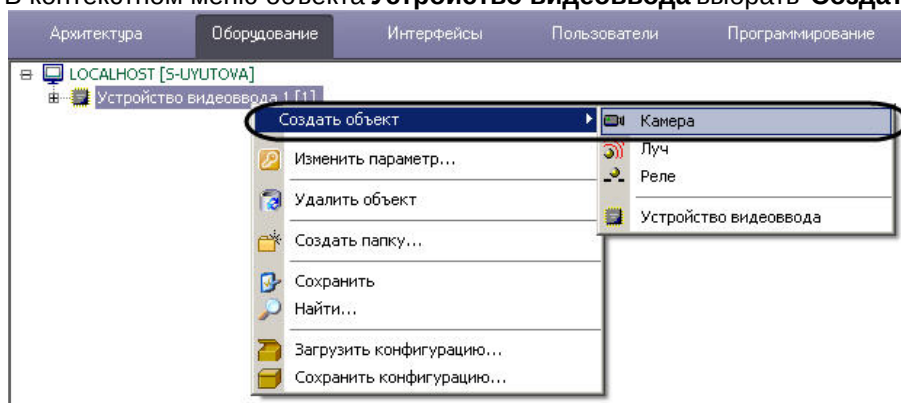 В контекстном меню объекта Устройство видеоввода выбрать Создат
Архитектура Оборудование Интерфейсы Пользователи Программирование
LOCALHOST [S-UYUTOVA]
Устройство видеоввода 1 [1]
Создать объект
Камера
Изменить параметр...
Луч
Реле
Удалить объект
Устройство видеоввода
Создать папку...
Сохранить
Найти...
Загрузить конфигурацию...
Сохранить конфигурацию...